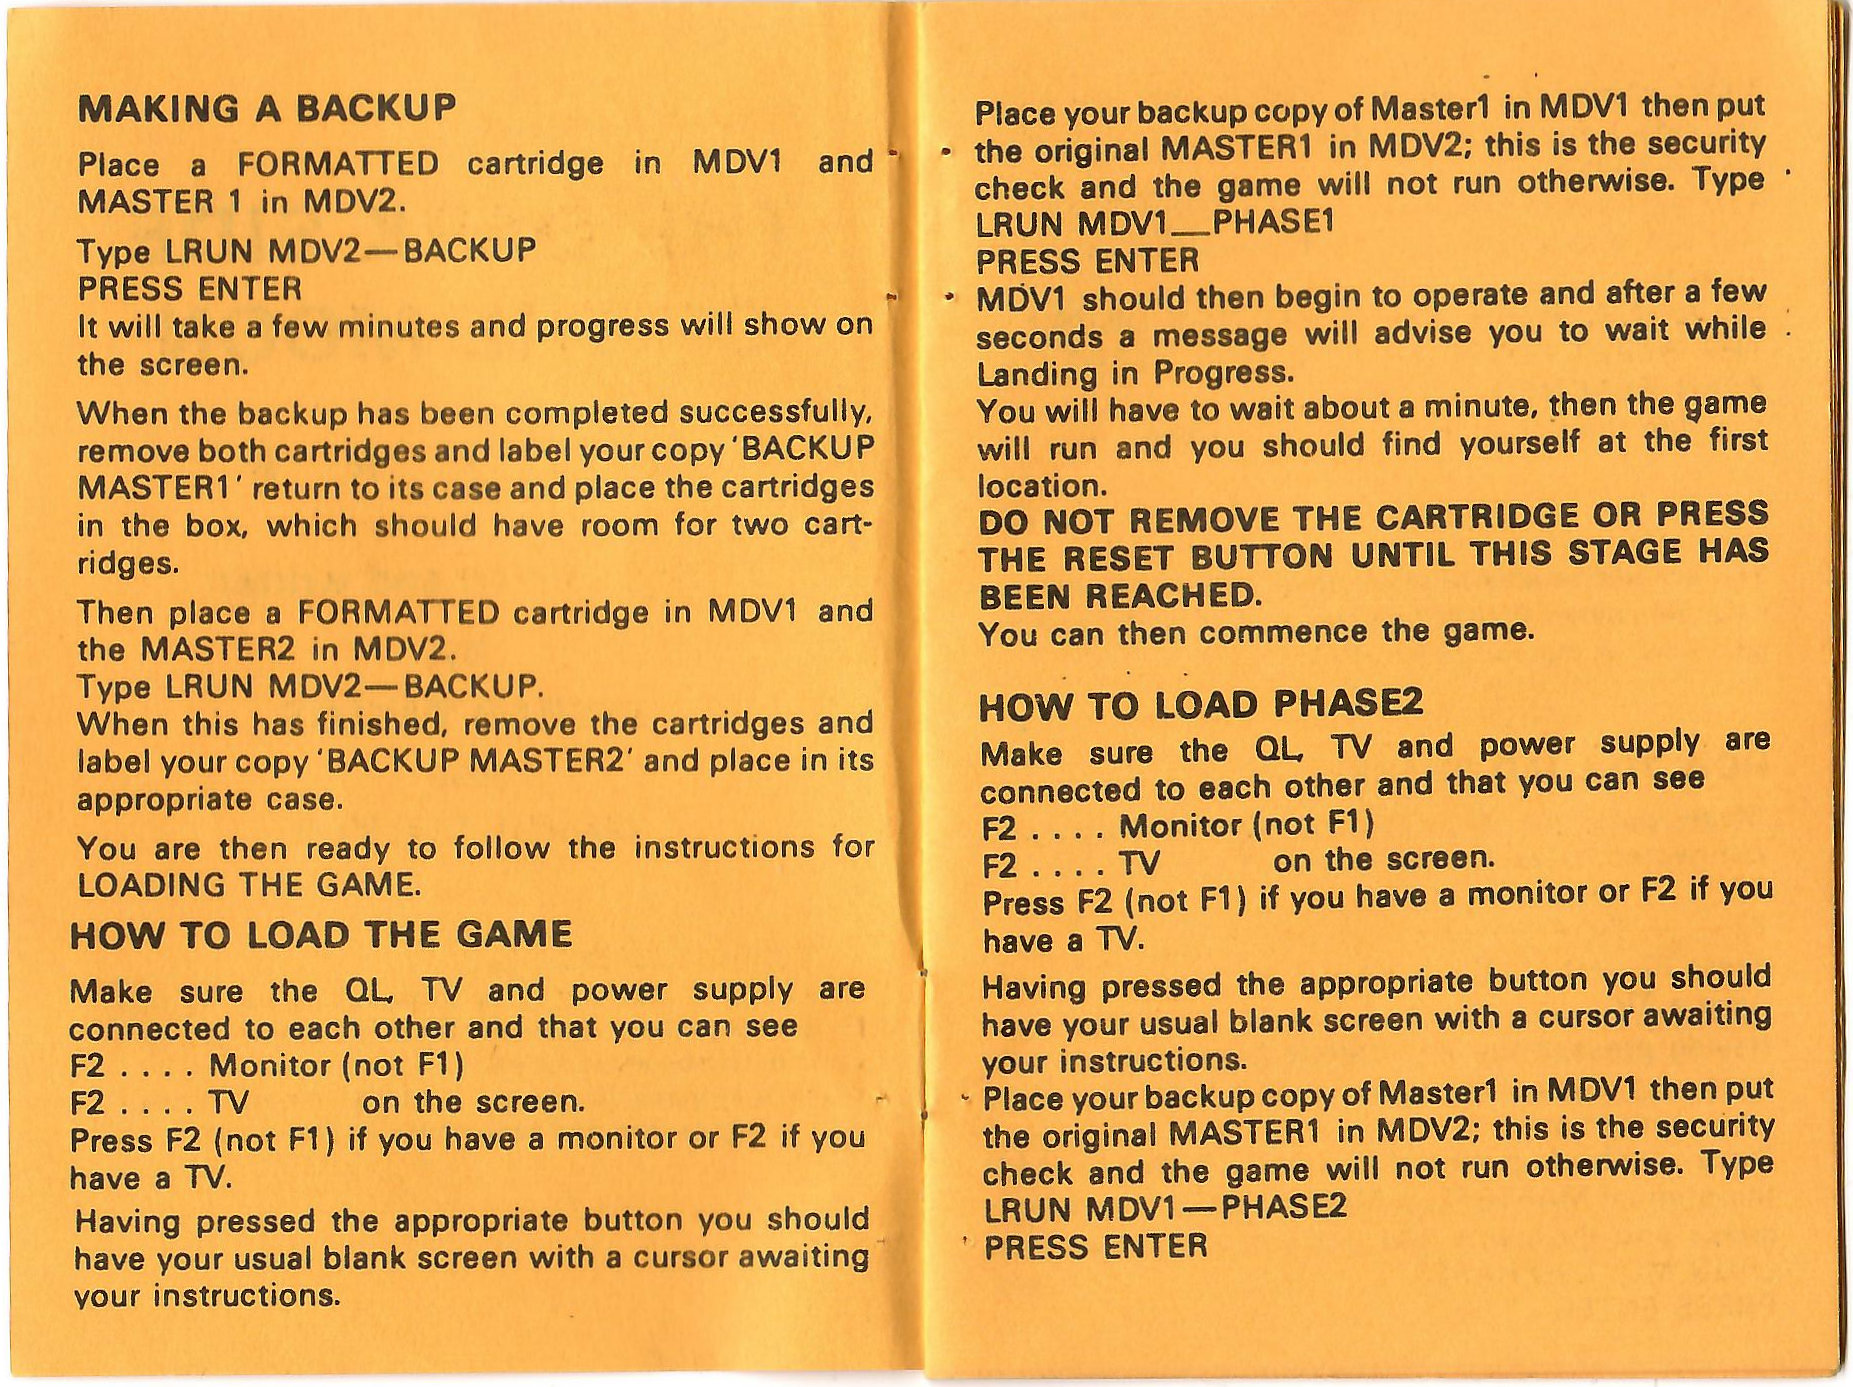 MAKING A BACKUP
Place a FORMATTED cartridge in MDV1 and
MASTER 1 in MDV2.
Type LRUN MDV2—BACKUP
PRESS ENTER
It will take a few minutes and progress will show on
the screen.
When the backup has been completed successfully,
remove both cartridges and label your copy 'BACKUP
MASTER1' return to its case and place the cartridges
in the box, which should have room for two cart-
ridges.
Then place a FORMATTED cartridge in MDV1 and
the MASTER2 in MDV2.
Type LRUN MDV2—BACKUP.
When this has finished, remove the cartridges and
label your copy 'BACKUP MASTER2' and place in its
appropriate case.
You are then ready to follow the instructions for
LOADING THE GAME.
HOW TO LOAD THE GAME
Make sure the QL, TV and power supply are
connected to each other and that you can see
F2 . . . . Monitor (not F1)
F2 . . . . TV on the screen.
Press F2 (not F1) if you have a monitor or F2 if you
have a TV.
Having pressed the appropriate button you should
have your usual blank screen with a cursor awaiting
your instructions.
Place your backup copy of Master1 in MDV1 then put
the original MASTER1 in MDV2; this is the security
check and the game will not run otherwise. Type
LRUN MDV1__PHASE1
PRESS ENTER
MDV1 should then begin to operate and after a few
seconds a message will advise you to wait while
Landing in Progress.
You will have to wait about a minute, then the game
will run and you should find yourself at the first
location.
DO NOT REMOVE THE CARTRIDGE OR PRESS
THE RESET BUTTON UNTIL THIS STAGE HAS
BEEN REACHED.
You can then commence the game.
HOW TO LOAD PHASE2
Make sure the QL, TV and power supply are
connected to each other and that you can see
F2 . . . . Monitor (not F1)
F2 . . . . TV on the screen.
Press F2 (not F1) if you have a monitor or F2 if you
have a TV.
Having pressed the appropriate button you should
have your usual blank screen with a cursor awaiting
your instructions.
Place your backup copy of Master1 in MDV1 then put
the original MASTER1 in MDV2; this is the security
check and the game will not run otherwise. Type
LRUN MDV1—PHASE2
PRESS ENTER